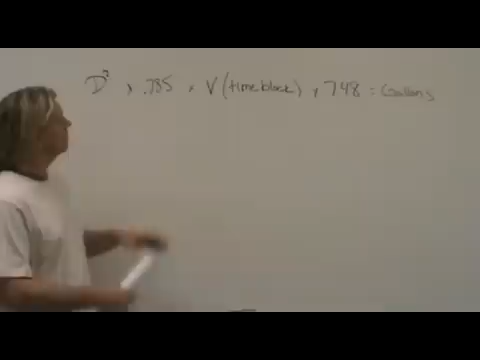 D² x .785 x V (time block) x 7.48 = Gallons